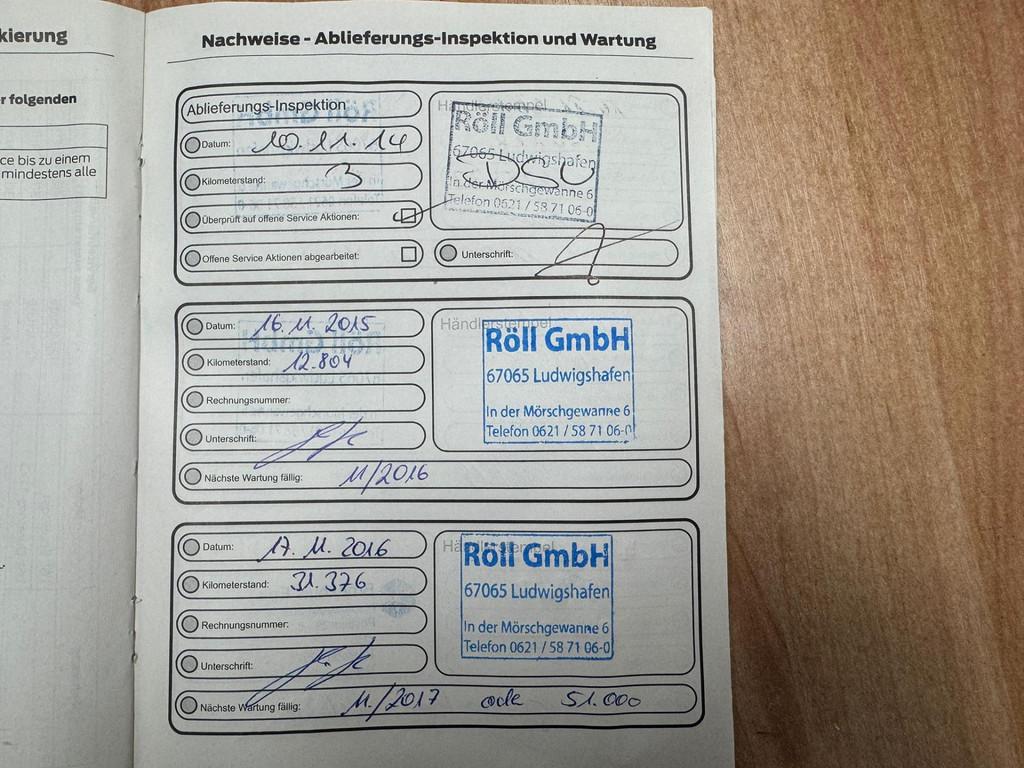 kierung
r folgenden
ce bis zu einem
mindestens alle
Nachweise - Ablieferungs-Inspektion und Wartung
Ablieferungs-Inspektion
Datum: 10.11.14
Kilometerstand: 3
Überprüft auf offene Service Aktionen:
Offene Service Aktionen abgearbeitet:
Händlerstempel
Röll GmbH
67065 Ludwigshafen
In der Mörschgewanne 6
Telefon 0621 / 58 71 06-0
Unterschrift:
Datum: 16. 11. 2015
Kilometerstand: 12.804
Rechnungsnummer:
Unterschrift:
Nächste Wartung fällig: 11/2016
Händlerstempel
Röll GmbH
67065 Ludwigshafen
In der Mörschgewanne 6
Telefon 0621 / 58 71 06-0
Datum: 17. 11. 2016
Kilometerstand: 31.376
Rechnungsnummer:
Unterschrift:
Nächste Wartung fällig: 11./2017 oder 51.000
Händlerstempel
Röll GmbH
67065 Ludwigshafen
In der Mörschgewanne 6
Telefon 0621 / 58 71 06-0